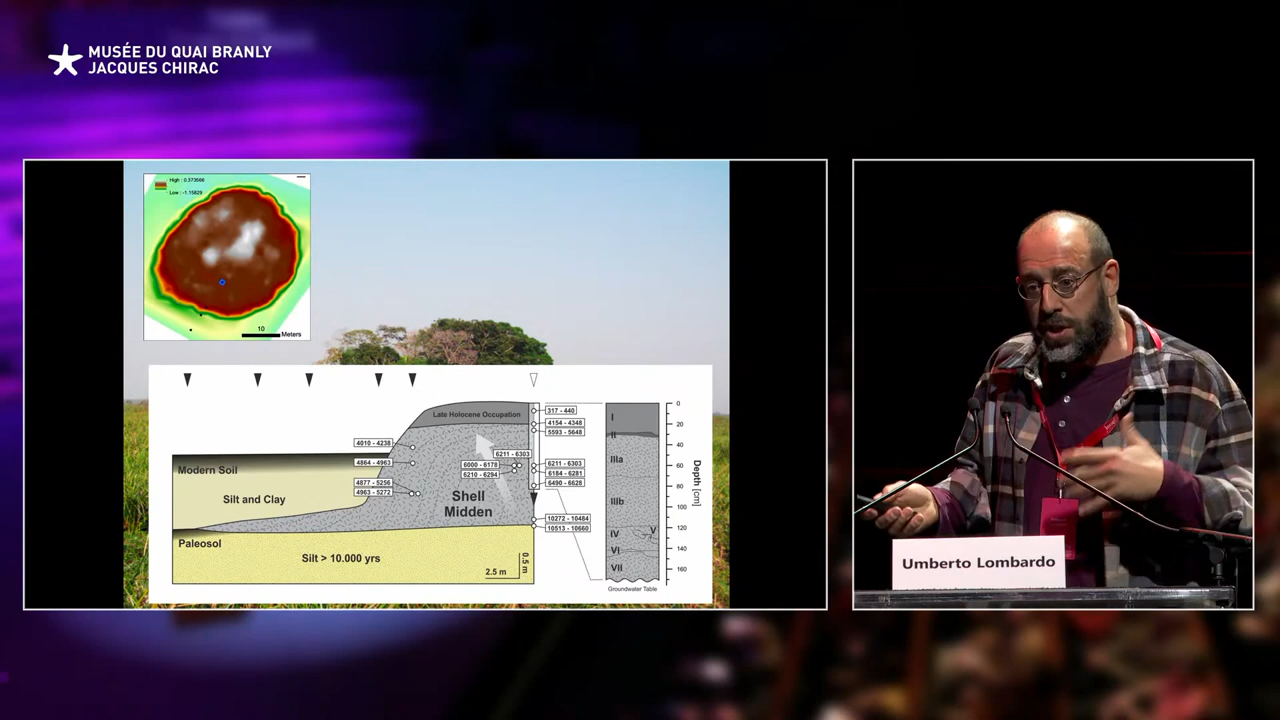 MUSÉE DU QUAI BRANLY
JACQUES CHIRAC
High : 0.373566
Low : -1.15829
10
Meters
Late Holocene Occupation
317 - 440
4154 - 4348
5593 - 5648
4010 - 4238
6211 - 6303
4864 - 4963
6000 - 6178
6211 - 6303
6210 - 6294
6184 - 6281
4877 - 5256
6490 - 6628
4963 - 5272
Modern Soil
Silt and Clay
Shell
Midden
10272 - 10484
10513 - 10660
Paleosol
Silt > 10.000 yrs
2.5 m
0.5 m
I
II
IIIa
IIIb
IV
V
VI
VII
Groundwater Table
0
20
40
60
80
100
120
140
160
Depth [cm]
Umberto Lombardo